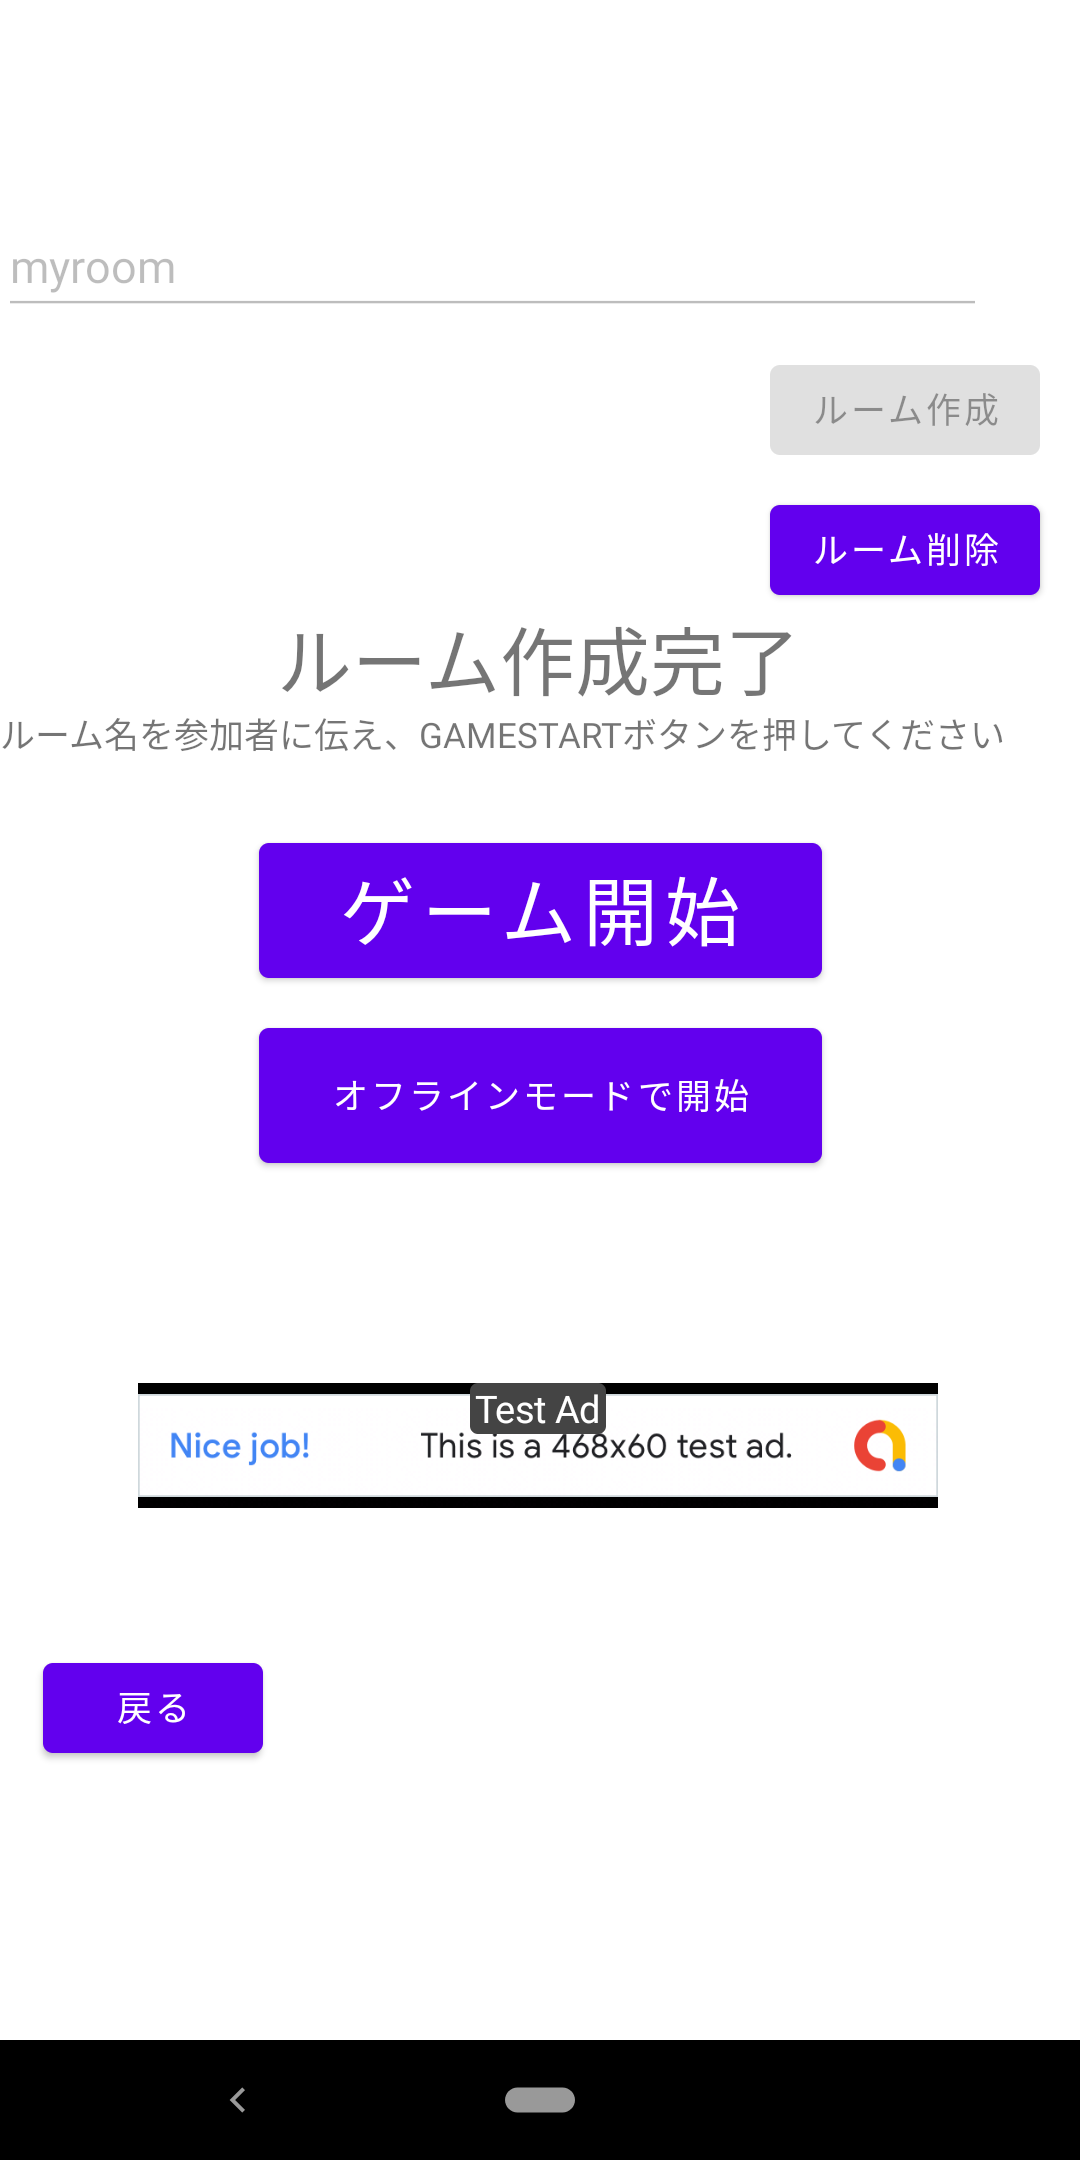 myroom
ルーム作成
ルーム削除
ルーム作成完了
ルーム名を参加者に伝え、GAMESTARTボタンを押してください
ゲーム開始
オフラインモードで開始
Test Ad
Nice job!
This is a 468x60 test ad.
戻る